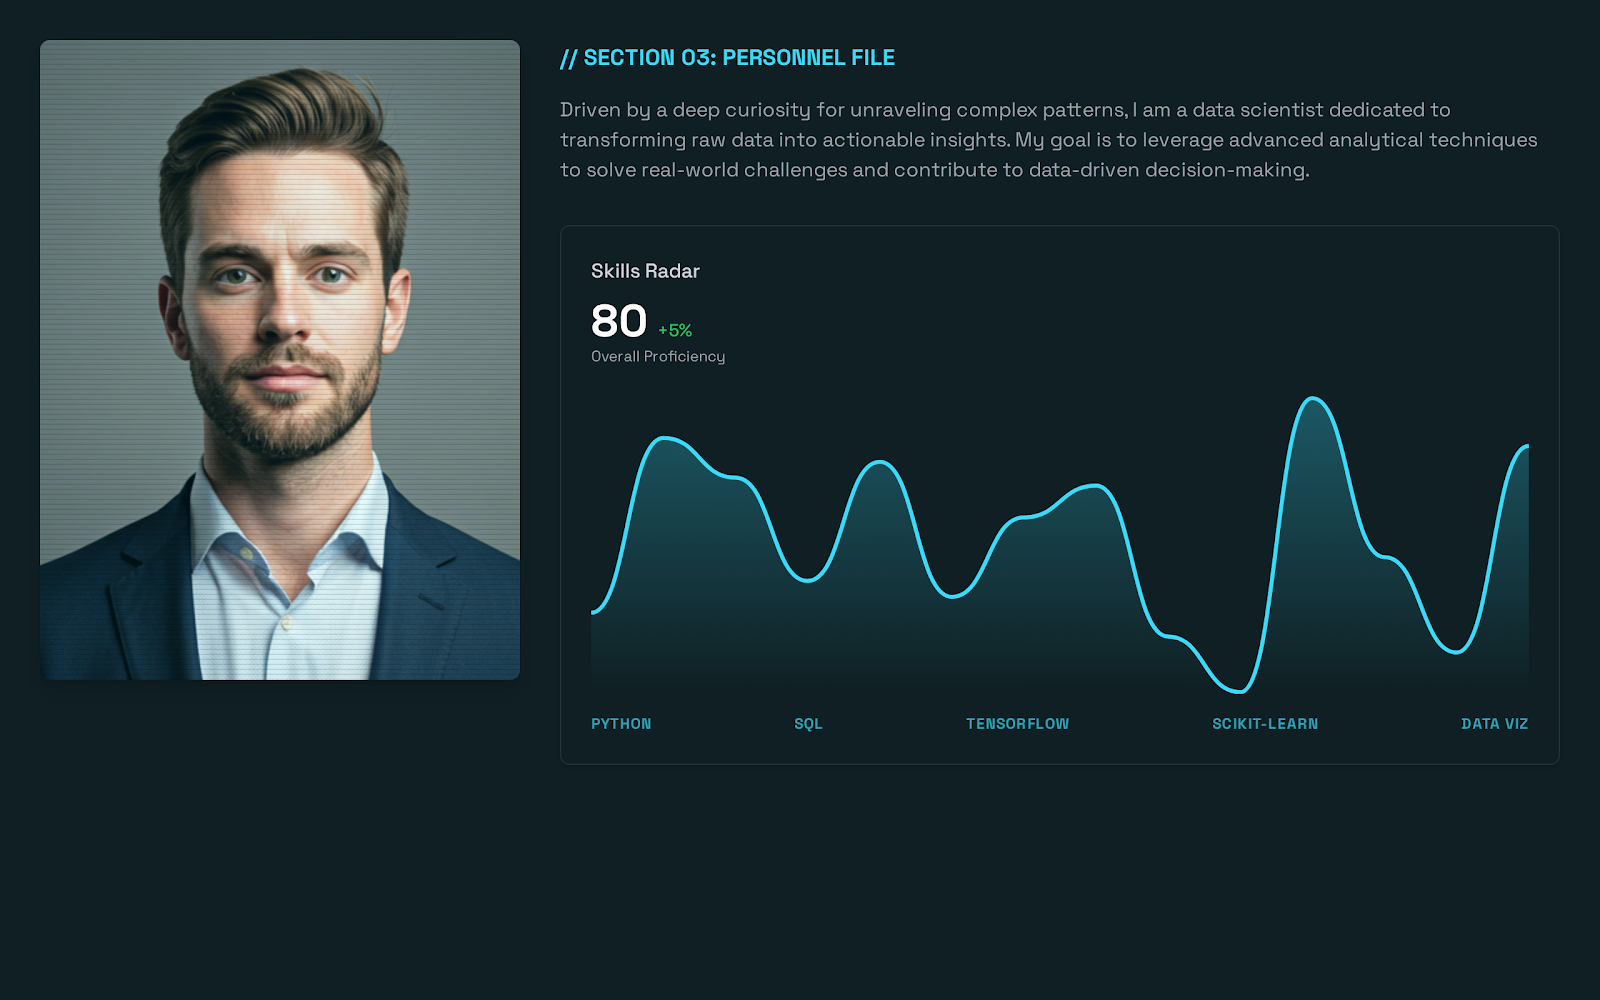 // SECTION 03: PERSONNEL FILE
Driven by a deep curiosity for unraveling complex patterns, I am a data scientist dedicated to
transforming raw data into actionable insights. My goal is to leverage advanced analytical techniques
to solve real-world challenges and contribute to data-driven decision-making.
Skills Radar
80 +5%
Overall Proficiency
PYTHON SQL TENSORFLOW SCIKIT-LEARN DATA VIZ